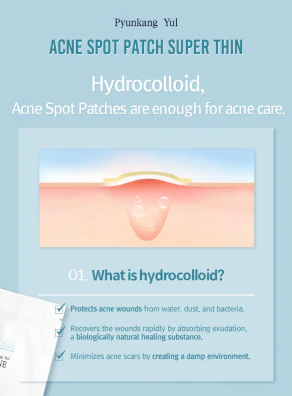 Pyunkang Yul
ACNE SPOT PATCH SUPER THIN
Hydrocolloid,
Acne Spot Patches are enough for acne care.
01. What is hydrocolloid?
Protects acne wounds from water, dust, and bacteria.
Recovers the wounds rapidly by absorbing exudation,
a biologically natural healing substance.
Minimizes acne scars by creating a damp environment.